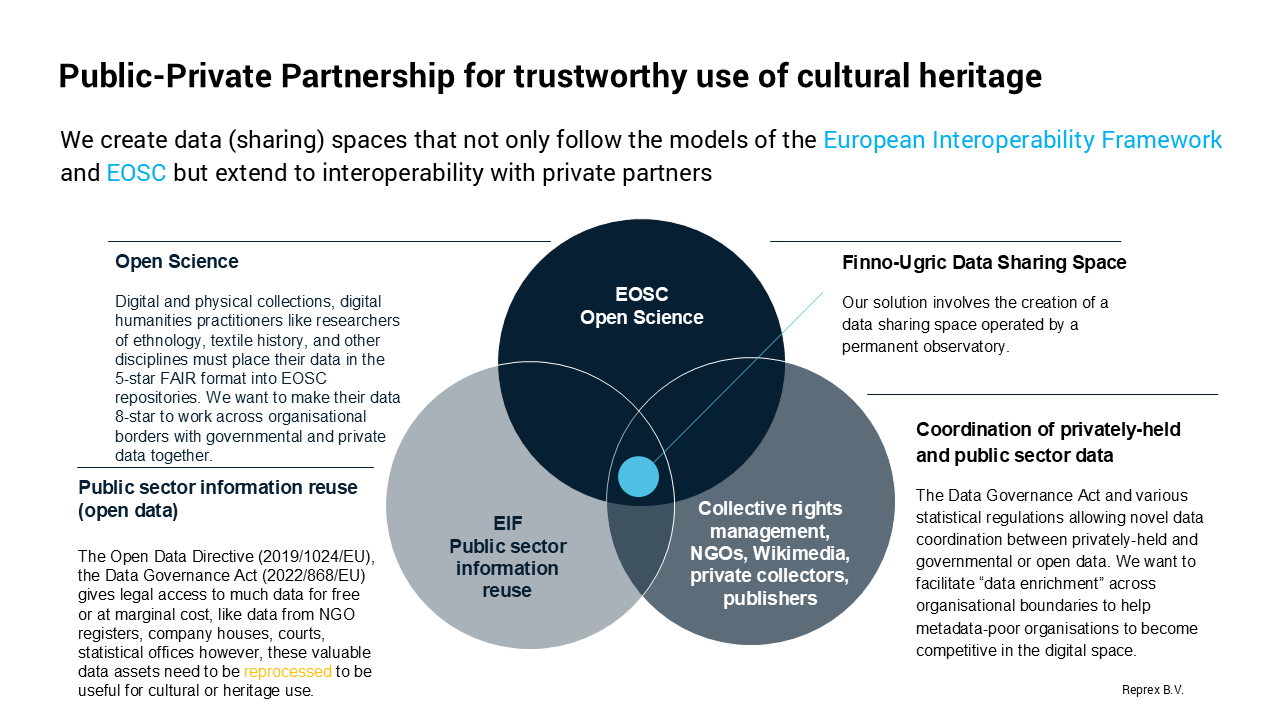 Public-Private Partnership for trustworthy use of cultural heritage
We create data (sharing) spaces that not only follow the models of the European Interoperability Framework
and EOSC but extend to interoperability with private partners
Open Science
Digital and physical collections, digital
humanities practitioners like researchers
of ethnology, textile history, and other
disciplines must place their data in the
5-star FAIR format into EOSC
repositories. We want to make their data
8-star to work across organisational
borders with governmental and private
data together.
Public sector information reuse
(open data)
The Open Data Directive (2019/1024/EU),
the Data Governance Act (2022/868/EU)
gives legal access to much data for free
or at marginal cost, like data from NGO
registers, company houses, courts,
statistical offices however, these valuable
data assets need to be reprocessed to be
useful for cultural or heritage use.
EOSC
Open Science
EIF
Public sector
information
reuse
Collective rights
management,
NGOs, Wikimedia,
private collectors,
publishers
Finno-Ugric Data Sharing Space
Our solution involves the creation of a
data sharing space operated by a
permanent observatory.
Coordination of privately-held
and public sector data
The Data Governance Act and various
statistical regulations allowing novel data
coordination between privately-held and
governmental or open data. We want to
facilitate “data enrichment” across
organisational boundaries to help
metadata-poor organisations to become
competitive in the digital space.
Reprex B.V.